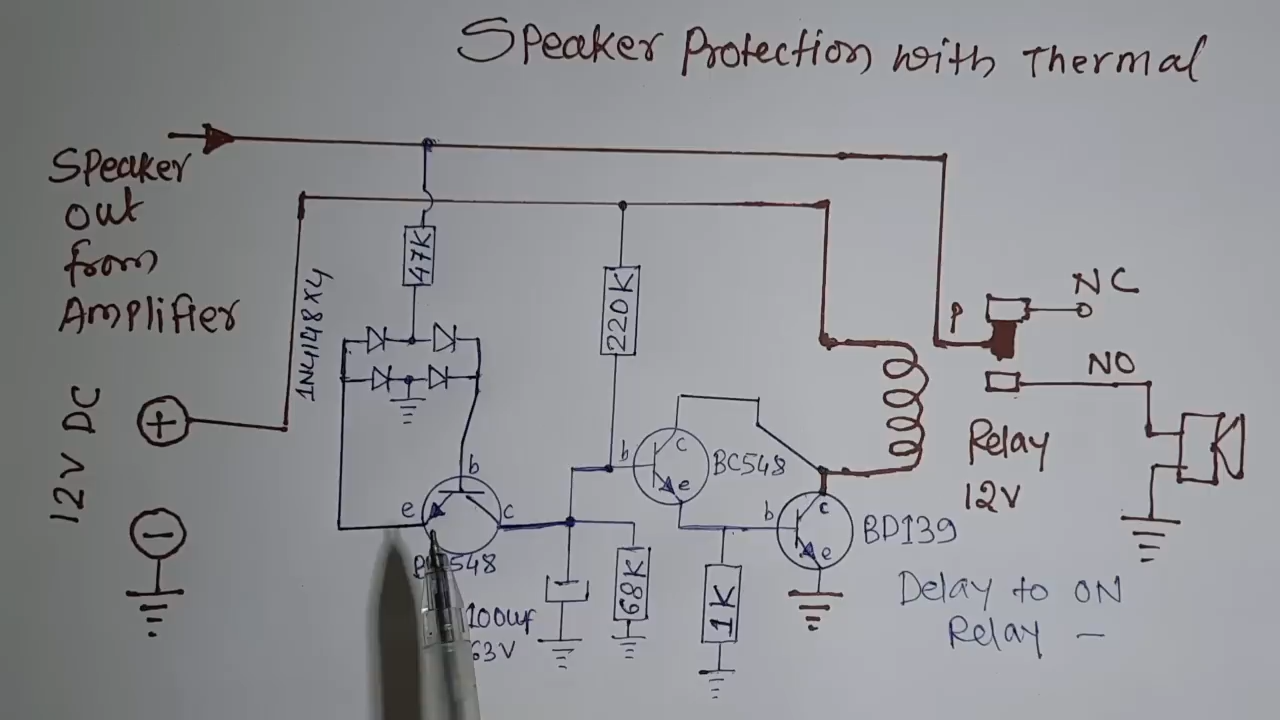 Speaker Protection with Thermal
Speaker
out
from
Amplifier
12V DC
+
−
1N4148x4
47K
220K
b
e
c
100uf
63V
68K
b
c
e
BC548
1K
b
c
e
BD139
P
NC
NO
Relay
12V
Delay to ON
Relay —